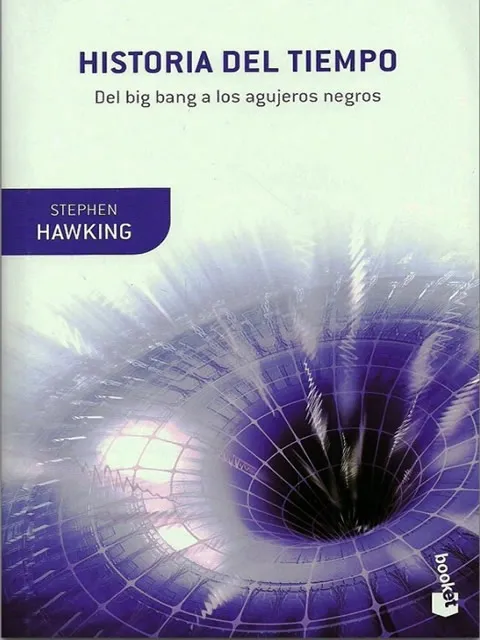 HISTORIA DEL TIEMPO
Del big bang a los agujeros negros
STEPHEN
HAWKING
booket